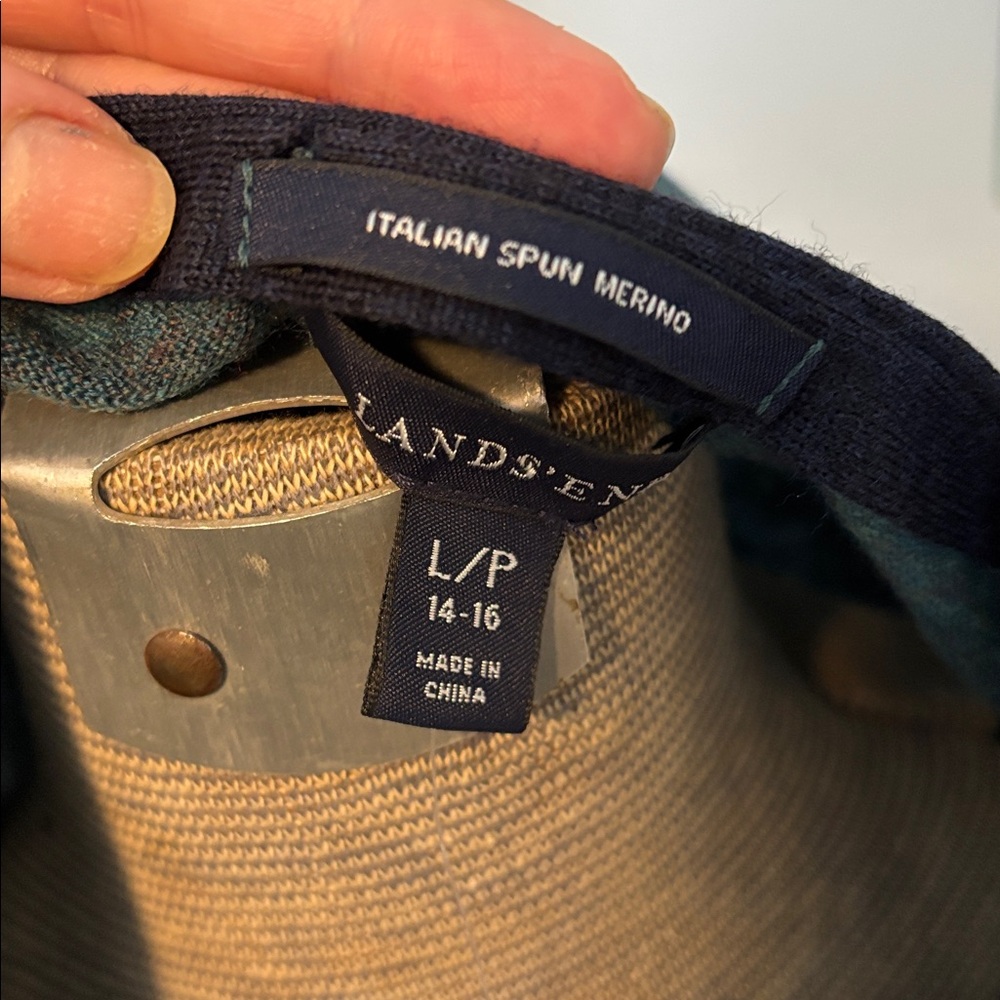 ITALIAN SPUN MERINO
LANDS'EN
L/P
14-16
MADE IN
CHINA